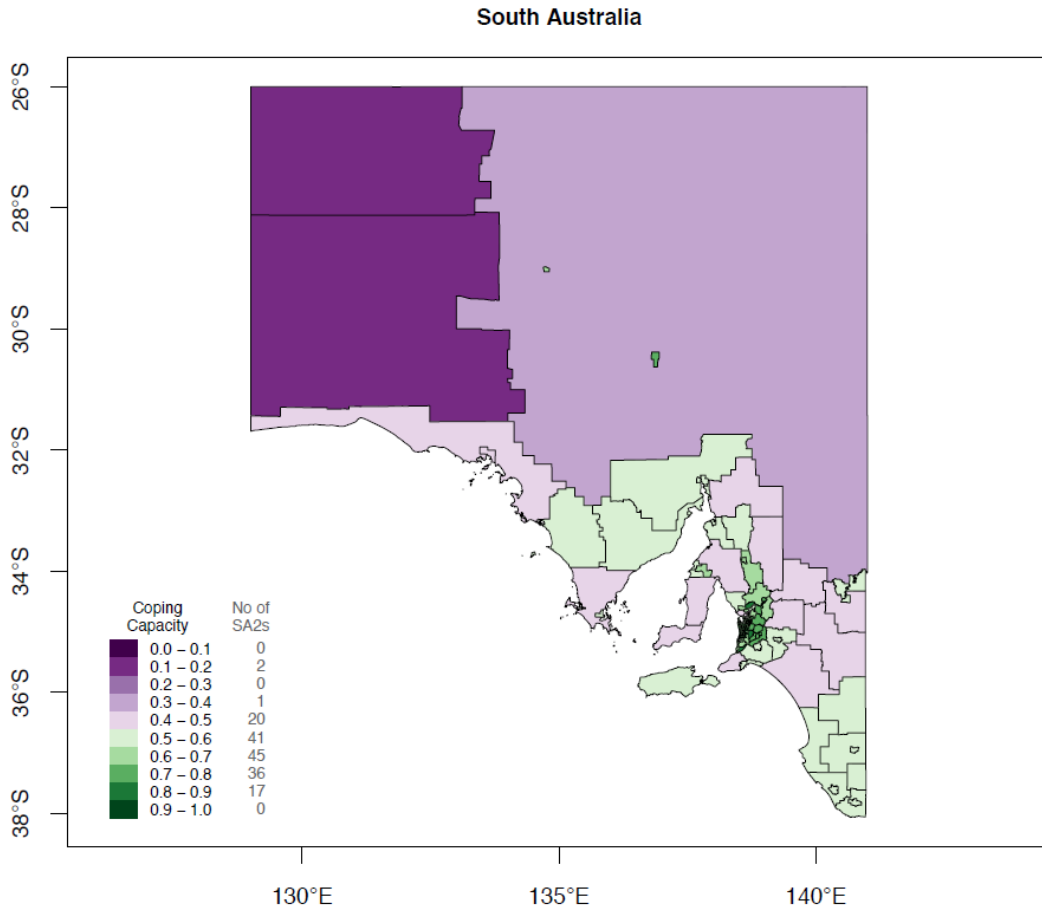 South Australia
26°S
28°S
30°S
32°S
34°S
36°S
38°S
Coping Capacity No of SA2s
0.0 – 0.1 0
0.1 – 0.2 2
0.2 – 0.3 0
0.3 – 0.4 1
0.4 – 0.5 20
0.5 – 0.6 41
0.6 – 0.7 45
0.7 – 0.8 36
0.8 – 0.9 17
0.9 – 1.0 0
130°E 135°E 140°E